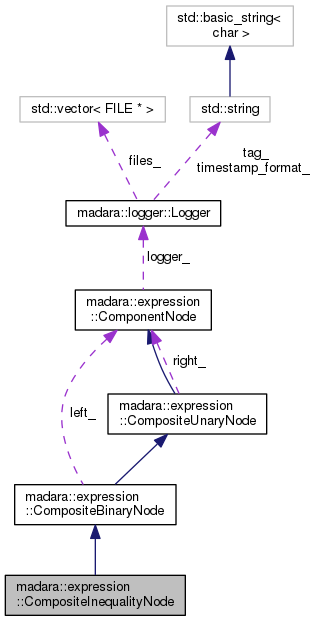 std::basic_string<
char >
std::vector< FILE * >
std::string
files_
tag_
timestamp_format_
madara::logger::Logger
logger_
madara::expression
::ComponentNode
right_
madara::expression
::CompositeUnaryNode
left_
madara::expression
::CompositeBinaryNode
madara::expression
::CompositeInequalityNode